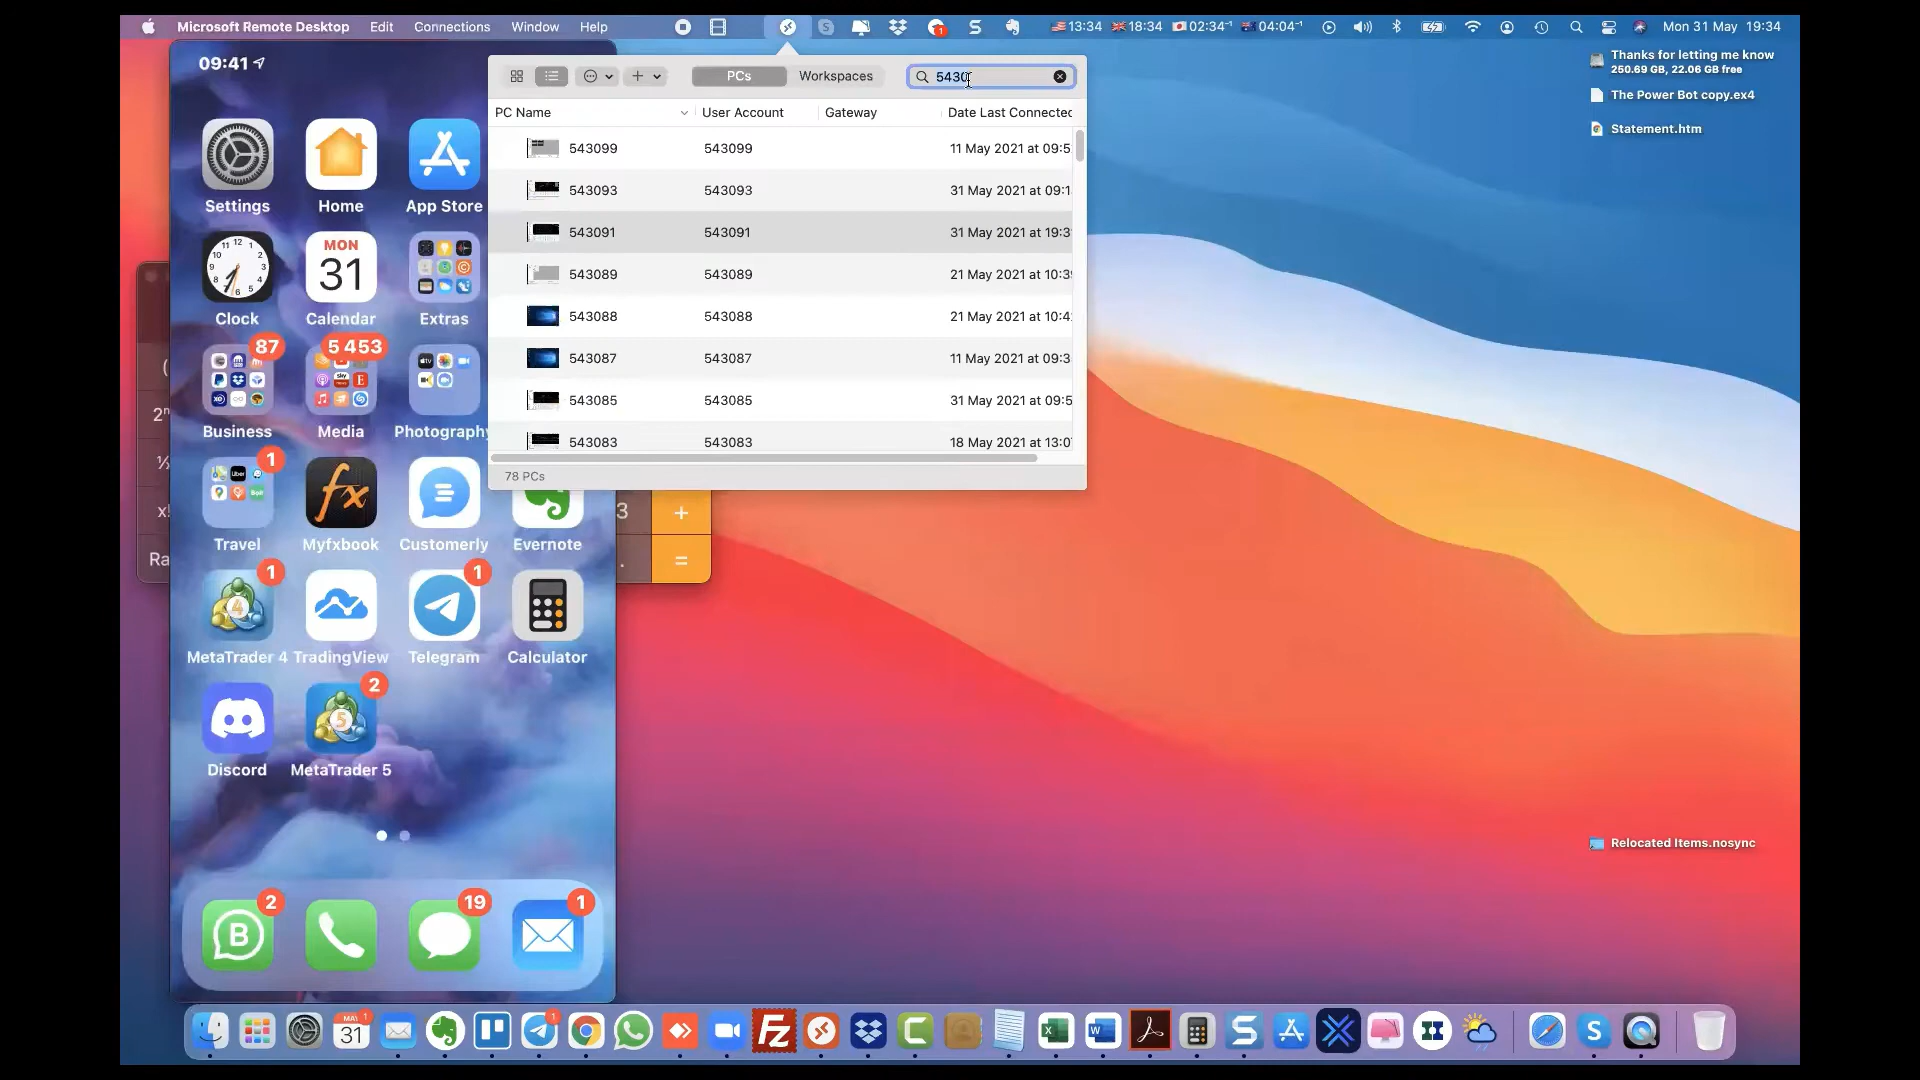 Microsoft Remote Desktop Edit Connections Window Help 13:34 18:34 02:34⁻¹ 04:04⁻¹ Mon 31 May 19:34
09:41
Settings Home App Store
MON
31
Clock Calendar Extras
87 5 453
Business Media Photography
1
Travel Myfxbook Customerly Evernote
1 1
MetaTrader 4 TradingView Telegram Calculator
2
Discord MetaTrader 5
2 19 1
PCs Workspaces 5430
PC Name User Account Gateway Date Last Connected
543099 543099 11 May 2021 at 09:5
543093 543093 31 May 2021 at 09:1
543091 543091 31 May 2021 at 19:3
543089 543089 21 May 2021 at 10:3
543088 543088 21 May 2021 at 10:4
543087 543087 11 May 2021 at 09:3
543085 543085 31 May 2021 at 09:5
543083 543083 18 May 2021 at 13:0
78 PCs
3 +
. =
Ra
Thanks for letting me know
250.69 GB, 22.06 GB free
The Power Bot copy.ex4
Statement.htm
Relocated Items.nosync